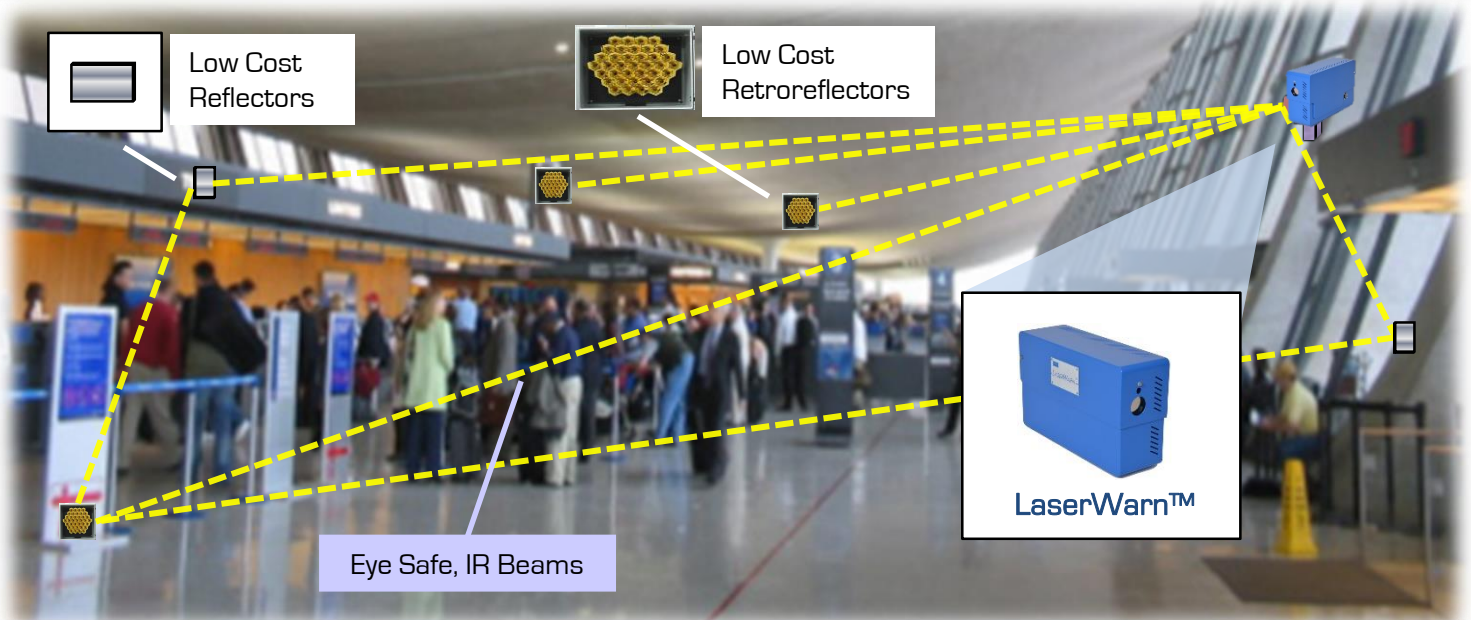 Low Cost
Reflectors
Low Cost
Retroreflectors
Eye Safe, IR Beams
LaserWarn™